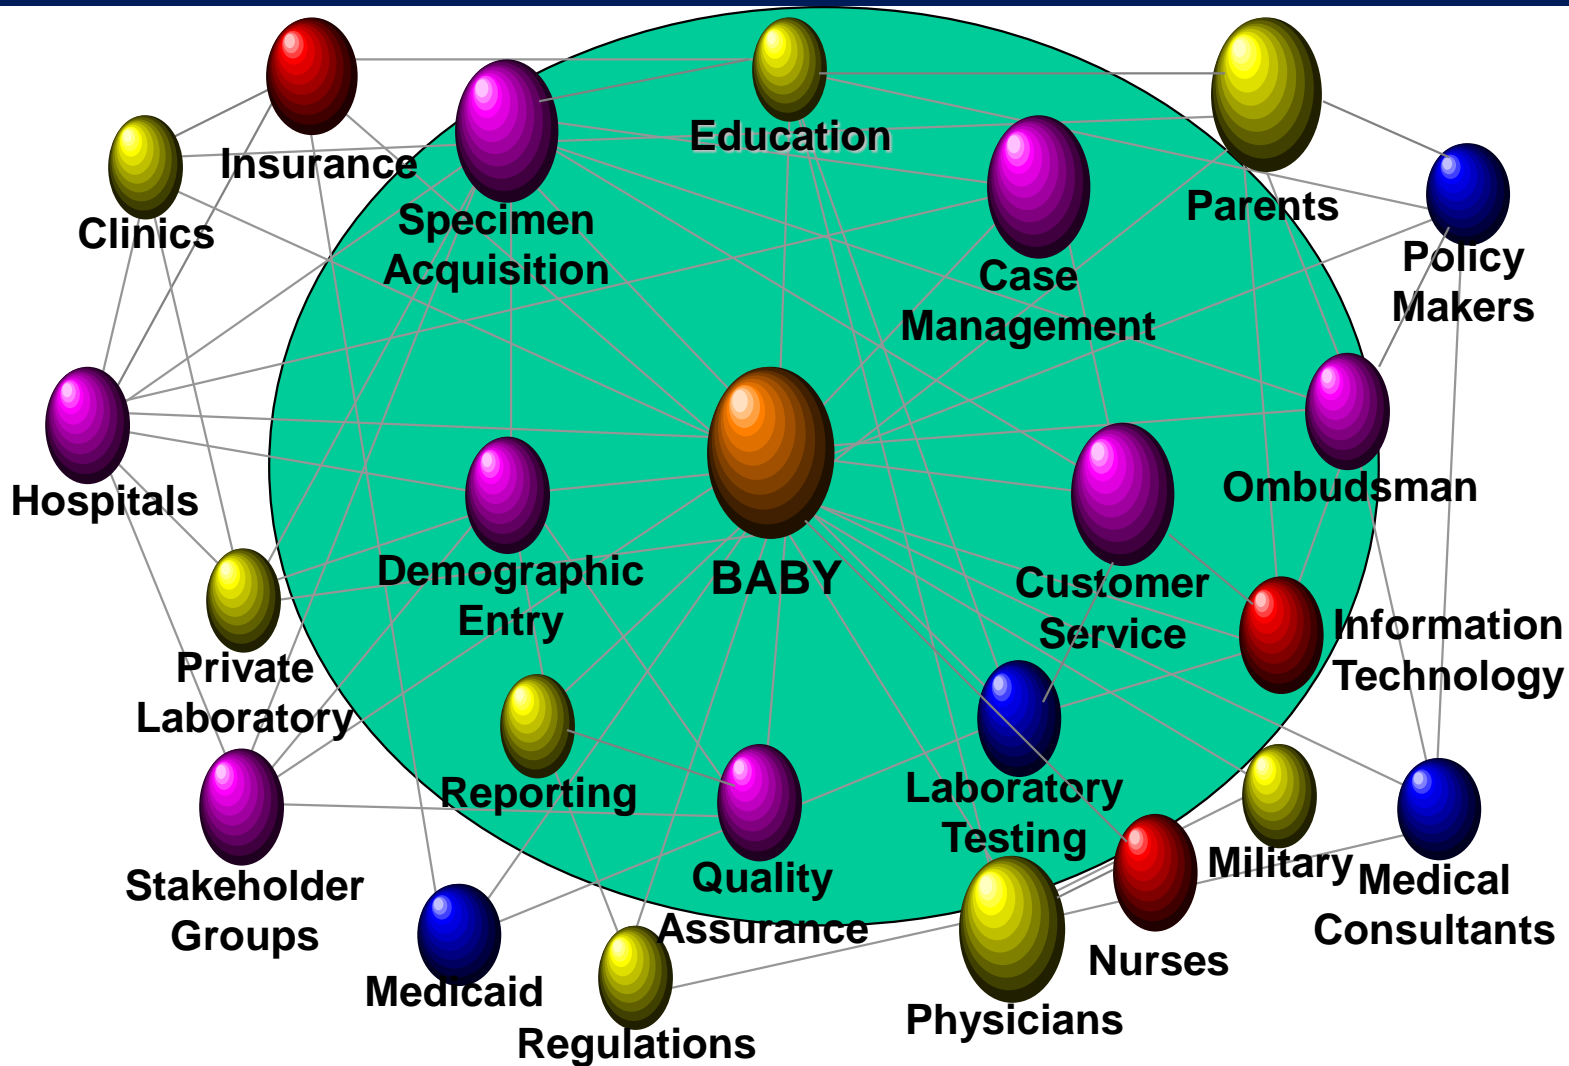 Education
Insurance
Clinics
Specimen
Acquisition
Parents
Case
Management
Policy
Makers
Hospitals
Ombudsman
Demographic
Entry
BABY
Customer
Service
Information
Technology
Private
Laboratory
Reporting
Laboratory
Testing
Stakeholder
Groups
Quality
Assurance
Military
Medical
Consultants
Medicaid
Nurses
Physicians
Regulations